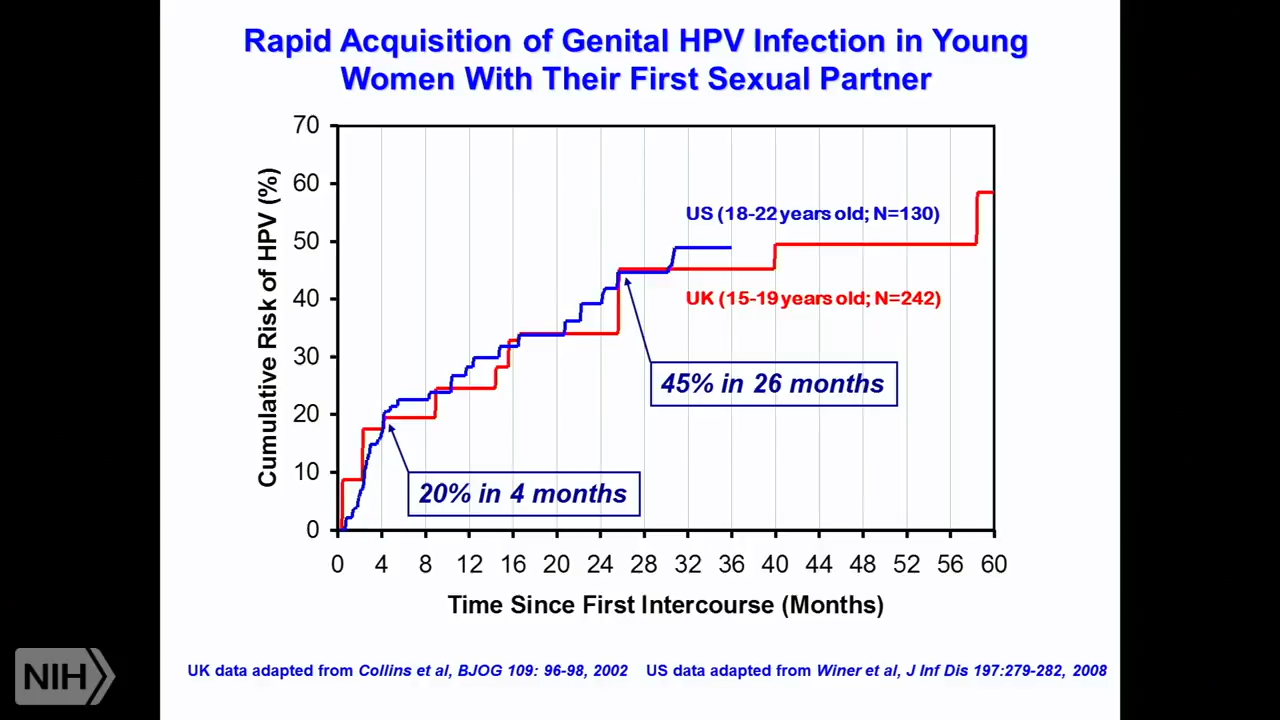 Rapid Acquisition of Genital HPV Infection in Young
Women With Their First Sexual Partner
Cumulative Risk of HPV (%)
70
60
50
40
30
20
10
0
US (18-22 years old; N=130)
UK (15-19 years old; N=242)
45% in 26 months
20% in 4 months
0 4 8 12 16 20 24 28 32 36 40 44 48 52 56 60
Time Since First Intercourse (Months)
NIH
UK data adapted from Collins et al, BJOG 109: 96-98, 2002 US data adapted from Winer et al, J Inf Dis 197:279-282, 2008